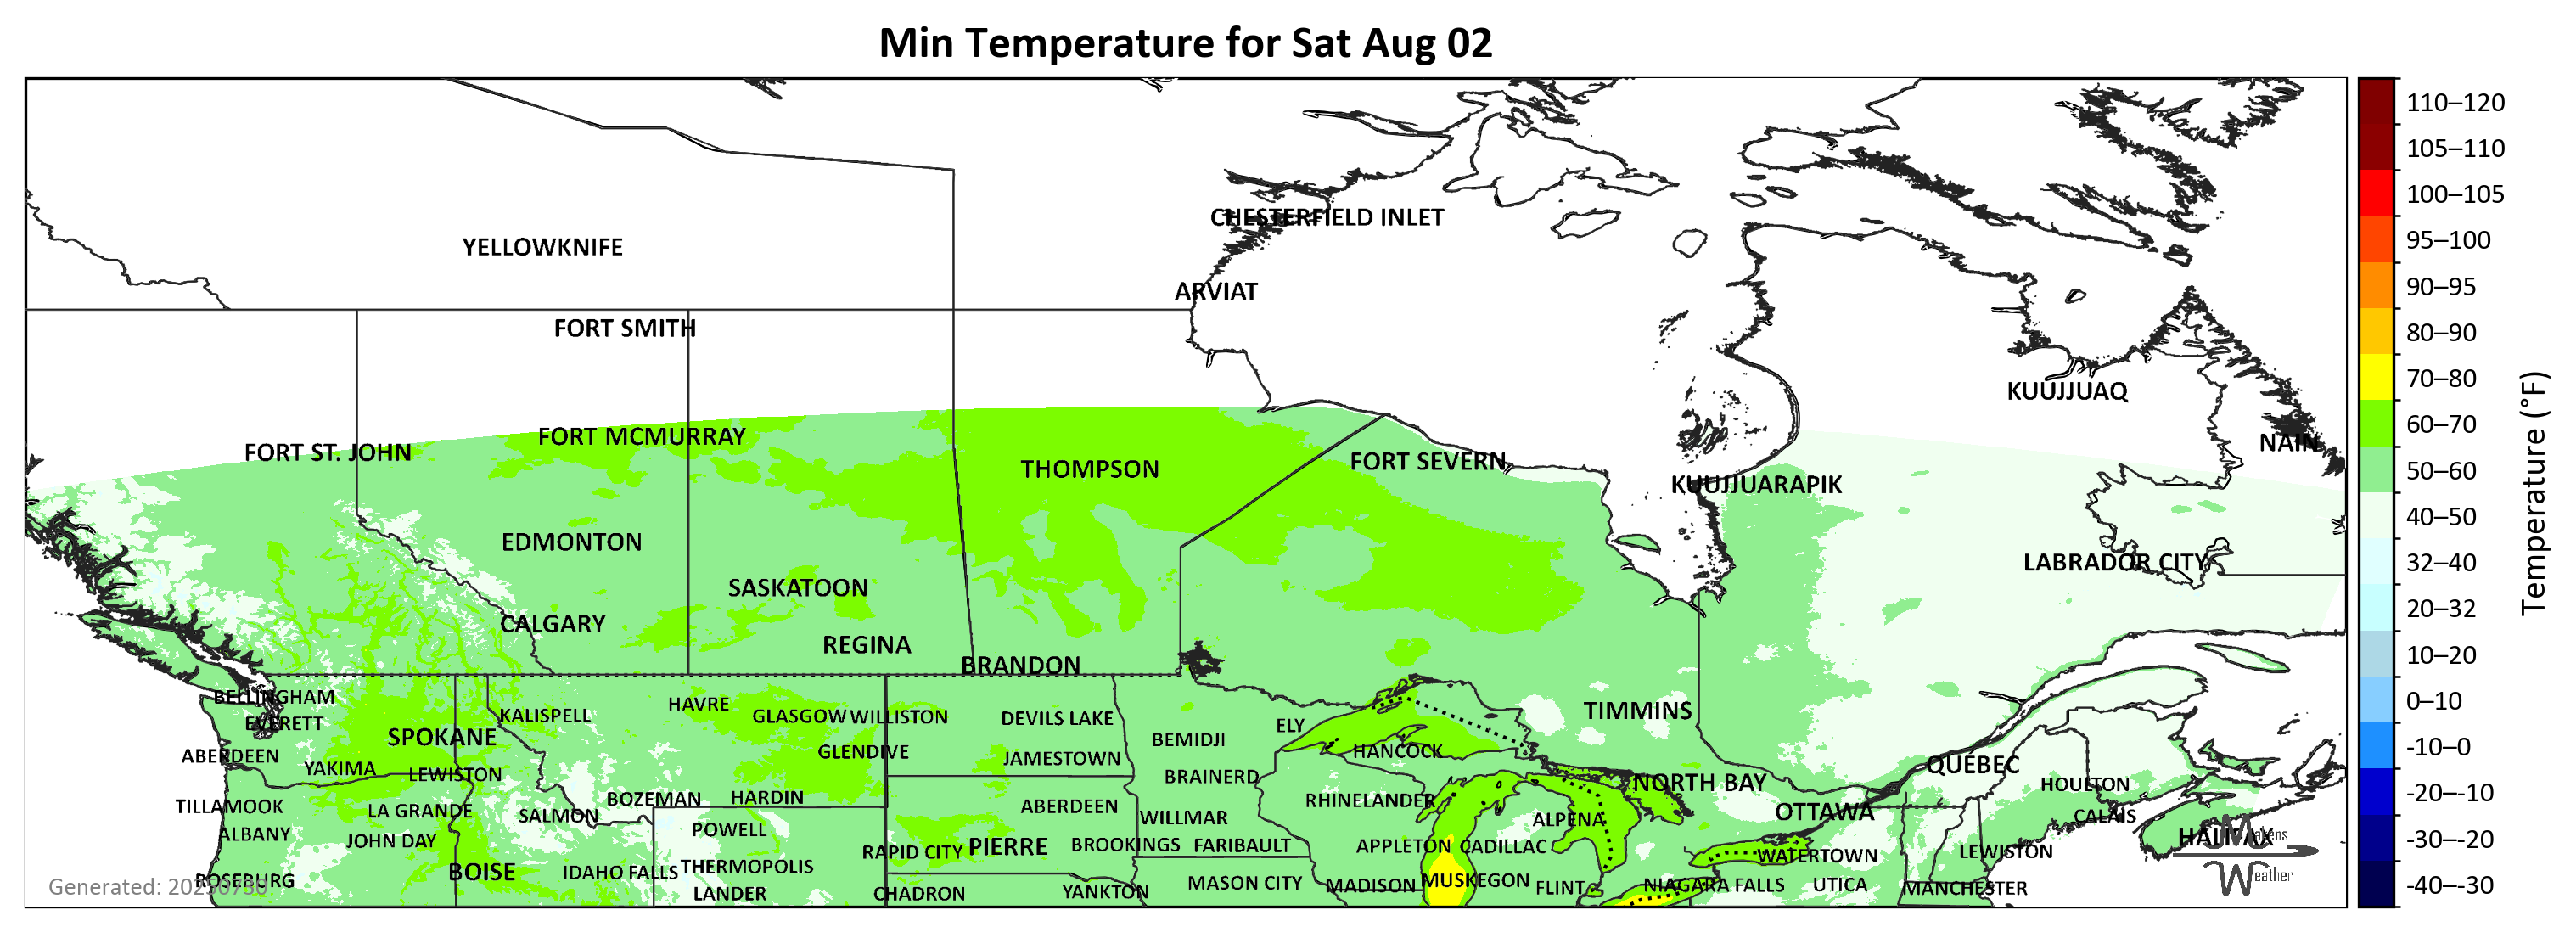 Min Temperature for Sat Aug 02
110–120
105–110
100–105
95–100
90–95
80–90
70–80
60–70
50–60
40–50
32–40
20–32
10–20
0–10
-10–0
-20–-10
-30–-20
-40–-30
Temperature (°F)
CHESTERFIELD INLET
YELLOWKNIFE
ARVIAT
FORT SMITH
KUUJJUAQ
FORT MCMURRAY
NAIN
FORT ST. JOHN
FORT SEVERN
THOMPSON
KUUJJUARAPIK
EDMONTON
LABRADOR CITY
SASKATOON
CALGARY
REGINA
BRANDON
BELLINGHAM
HAVRE
TIMMINS
KALISPELL
GLASGOW
WILLISTON
DEVILS LAKE
EVERETT
ELY
SPOKANE
BEMIDJI
GLENDIVE
HANCOCK
ABERDEEN
JAMESTOWN
QUÉBEC
YAKIMA
LEWISTON
BRAINERD
NORTH BAY
HOULTON
BOZEMAN
HARDIN
RHINELANDER
TILLAMOOK
LA GRANDE
ABERDEEN
OTTAWA
SALMON
WILLMAR
ALPENA
CALAIS
ALBANY
POWELL
HALIFAX
JOHN DAY
RAPID CITY
PIERRE
BROOKINGS
FARIBAULT
APPLETON
CADILLAC
WATERTOWN
LEWISTON
BOISE
IDAHO FALLS
THERMOPOLIS
ROSEBURG
MASON CITY
MADISON
MUSKEGON
FLINT
NIAGARA FALLS
UTICA
MANCHESTER
LANDER
CHADRON
YANKTON
Makens
Weather
Generated: 20250730